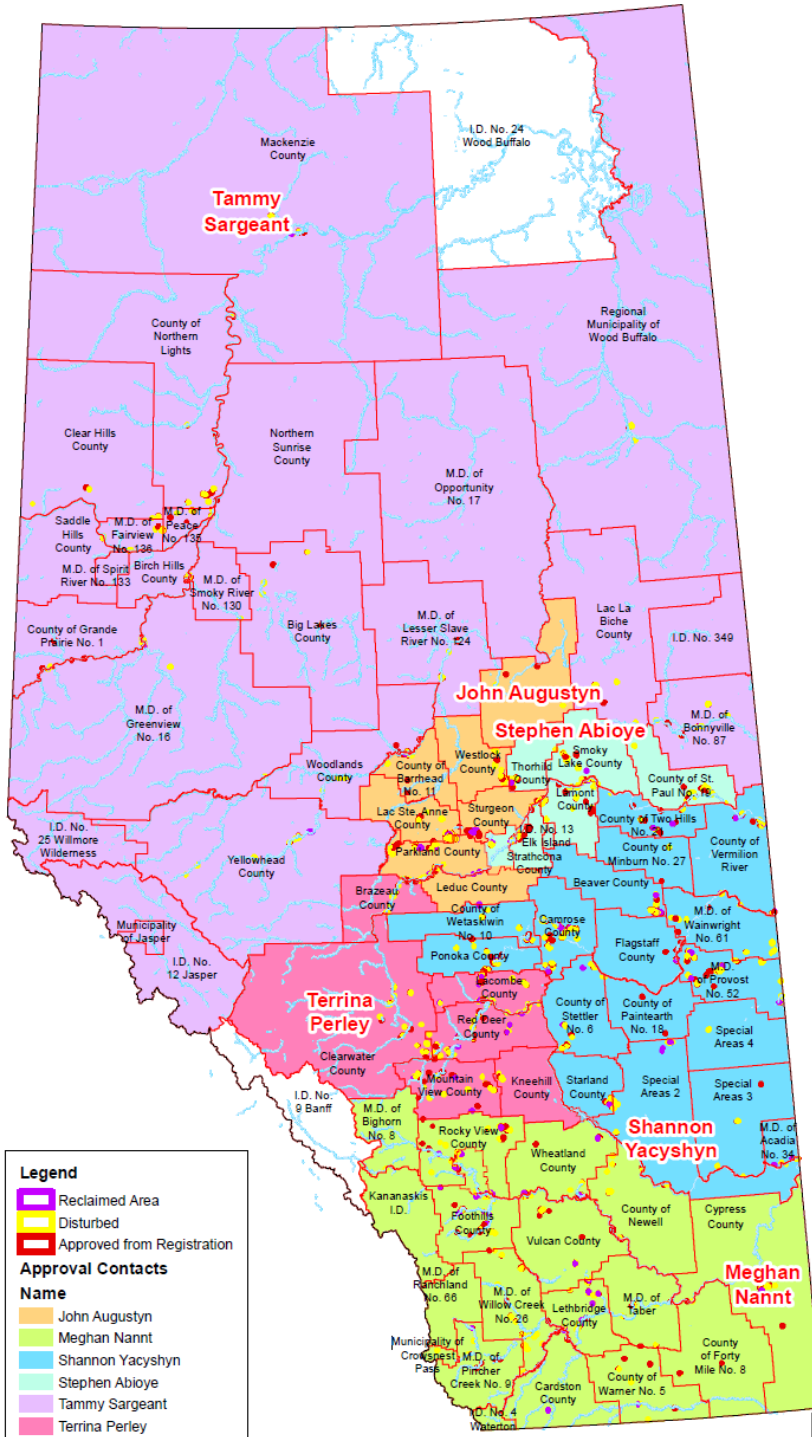 I.D. No. 24
Wood Buffalo
Mackenzie
County
Tammy
Sargeant
County of
Northern
Lights
Regional
Municipality of
Wood Buffalo
Clear Hills
County
Northern
Sunrise
County
M.D. of
Opportunity
No. 17
Saddle
Hills
County
M.D. of
Fairview
No. 136
M.D. of
Peace
No. 135
M.D. of Spirit
River No. 133
Birch Hills
County
M.D. of
Smoky River
No. 130
Big Lakes
County
M.D. of
Lesser Slave
River No. 124
Lac La
Biche
County
I.D. No. 349
County of Grande
Prairie No. 1
M.D. of
Greenview
No. 16
John Augustyn
Stephen Abioye
M.D. of
Bonnyville
No. 87
Woodlands
County
County of
Barrhead
No. 11
Westlock
County
Thorhild
County
Smoky
Lake County
County of St.
Paul No. 19
Lamont
County
Lac Ste. Anne
County
Sturgeon
County
I.D. No. 13
Elk Island
Strathcona
County
County of Two Hills
No. 21
County of
Minburn No. 27
County of
Vermilion
River
I.D. No.
25 Willmore
Wilderness
Yellowhead
County
Parkland County
Brazeau
County
Leduc County
Beaver County
County of
Wetaskiwin
No. 10
Camrose
County
M.D. of
Wainwright
No. 61
Municipality
of Jasper
I.D. No.
12 Jasper
Ponoka County
Flagstaff
County
M.D.
of Provost
No. 52
Terrina
Perley
Lacombe
County
Red Deer
County
County of
Stettler
No. 6
County of
Paintearth
No. 18
Special
Areas 4
Clearwater
County
Mountain
View County
Kneehill
County
Starland
County
Special
Areas 2
Special
Areas 3
I.D. No.
9 Banff
M.D. of
Bighorn
No. 8
Rocky View
County
Wheatland
County
Shannon
Yacyshyn
M.D. of
Acadia
No. 34
Kananaskis
I.D.
Foothills
County
Vulcan County
County of
Newell
Cypress
County
M.D. of
Ranchland
No. 66
M.D. of
Willow Creek
No. 26
Lethbridge
County
M.D. of
Taber
Meghan
Nannt
Municipality of
Crowsnest
Pass
M.D. of
Pincher
Creek No. 9
Cardston
County
County of
Warner No. 5
County
of Forty
Mile No. 8
I.D. No. 4
Waterton
Legend
Reclaimed Area
Disturbed
Approved from Registration
Approval Contacts
Name
John Augustyn
Meghan Nannt
Shannon Yacyshyn
Stephen Abioye
Tammy Sargeant
Terrina Perley